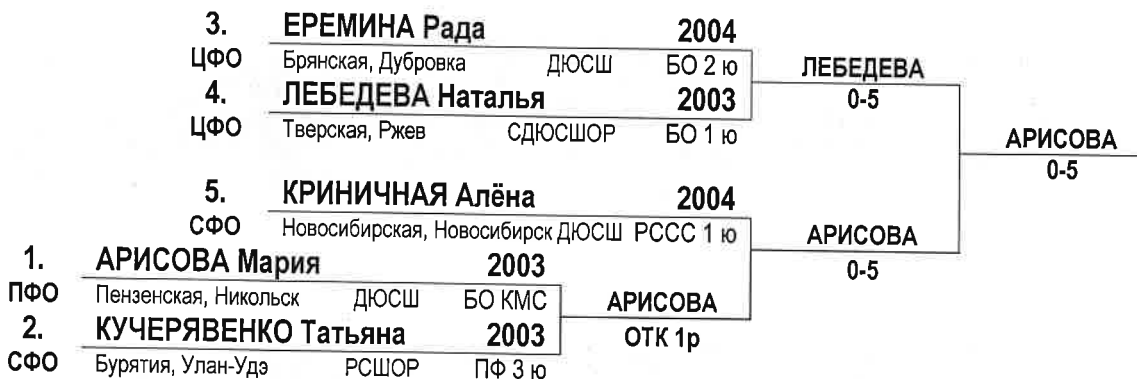 3. ЕРЕМИНА Рада 2004
ЦФО Брянская, Дубровка ДЮСШ БО 2 ю
ЛЕБЕДЕВА
0-5
4. ЛЕБЕДЕВА Наталья 2003
ЦФО Тверская, Ржев СДЮСШОР БО 1 ю
АРИСОВА
0-5
5. КРИНИЧНАЯ Алёна 2004
СФО Новосибирская, Новосибирск ДЮСШ РССС 1 ю
АРИСОВА
0-5
1. АРИСОВА Мария 2003
ПФО Пензенская, Никольск ДЮСШ БО КМС
АРИСОВА
ОТК 1р
2. КУЧЕРЯВЕНКО Татьяна 2003
СФО Бурятия, Улан-Удэ РСШОР ПФ 3 ю